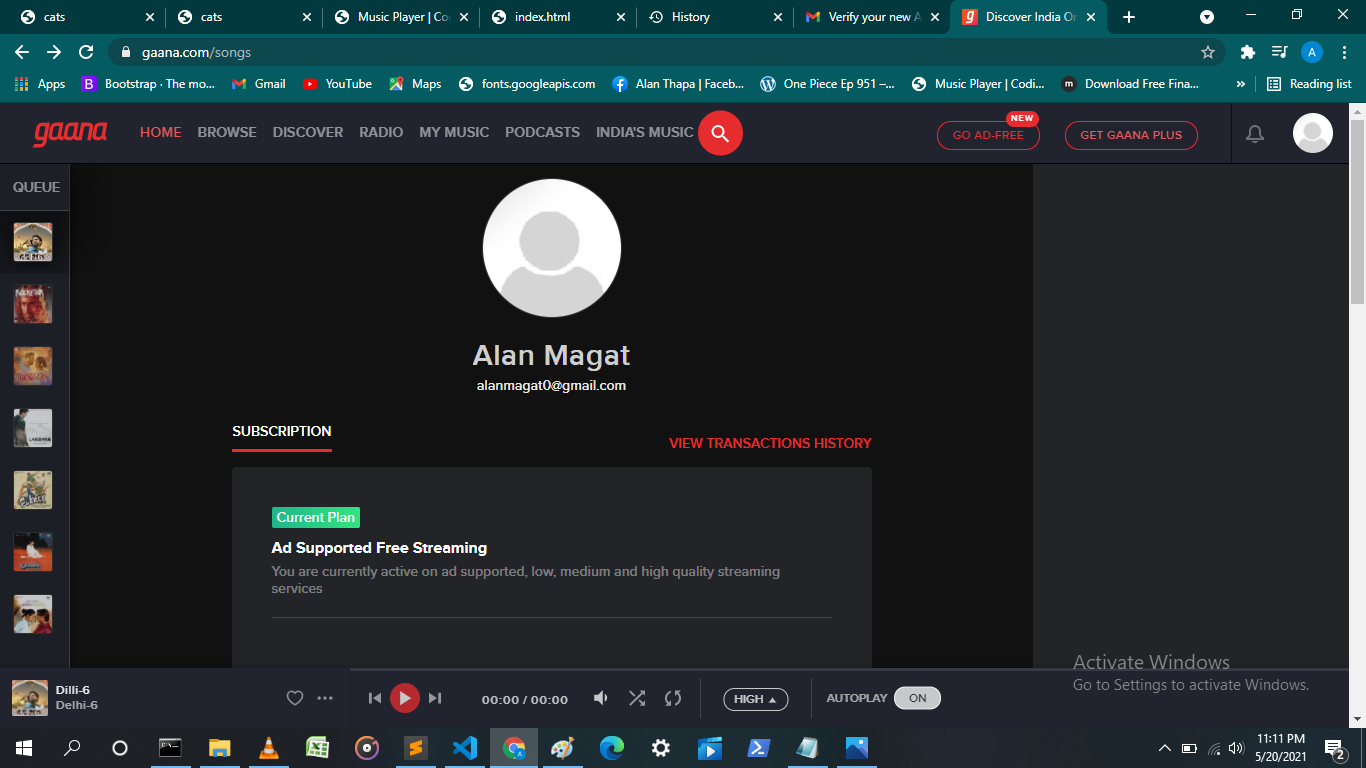 cats
cats
Music Player | Co
index.html
History
Verify your new A
Discover India On
gaana.com/songs
A
Apps
B
Bootstrap · The mo...
Gmail
YouTube
Maps
fonts.googleapis.com
Alan Thapa | Faceb...
One Piece Ep 951 –...
Music Player | Codi...
m
Download Free Fina...
»
Reading list
gaana
HOME
BROWSE
DISCOVER
RADIO
MY MUSIC
PODCASTS
INDIA'S MUSIC
GO AD-FREE
NEW
GET GAANA PLUS
QUEUE
Alan Magat
alanmagat0@gmail.com
SUBSCRIPTION
VIEW TRANSACTIONS HISTORY
Current Plan
Ad Supported Free Streaming
You are currently active on ad supported, low, medium and high quality streaming
services
Activate Windows
Go to Settings to activate Windows.
Dilli-6
Delhi-6
00:00 / 00:00
HIGH
AUTOPLAY
ON
11:11 PM
5/20/2021
2